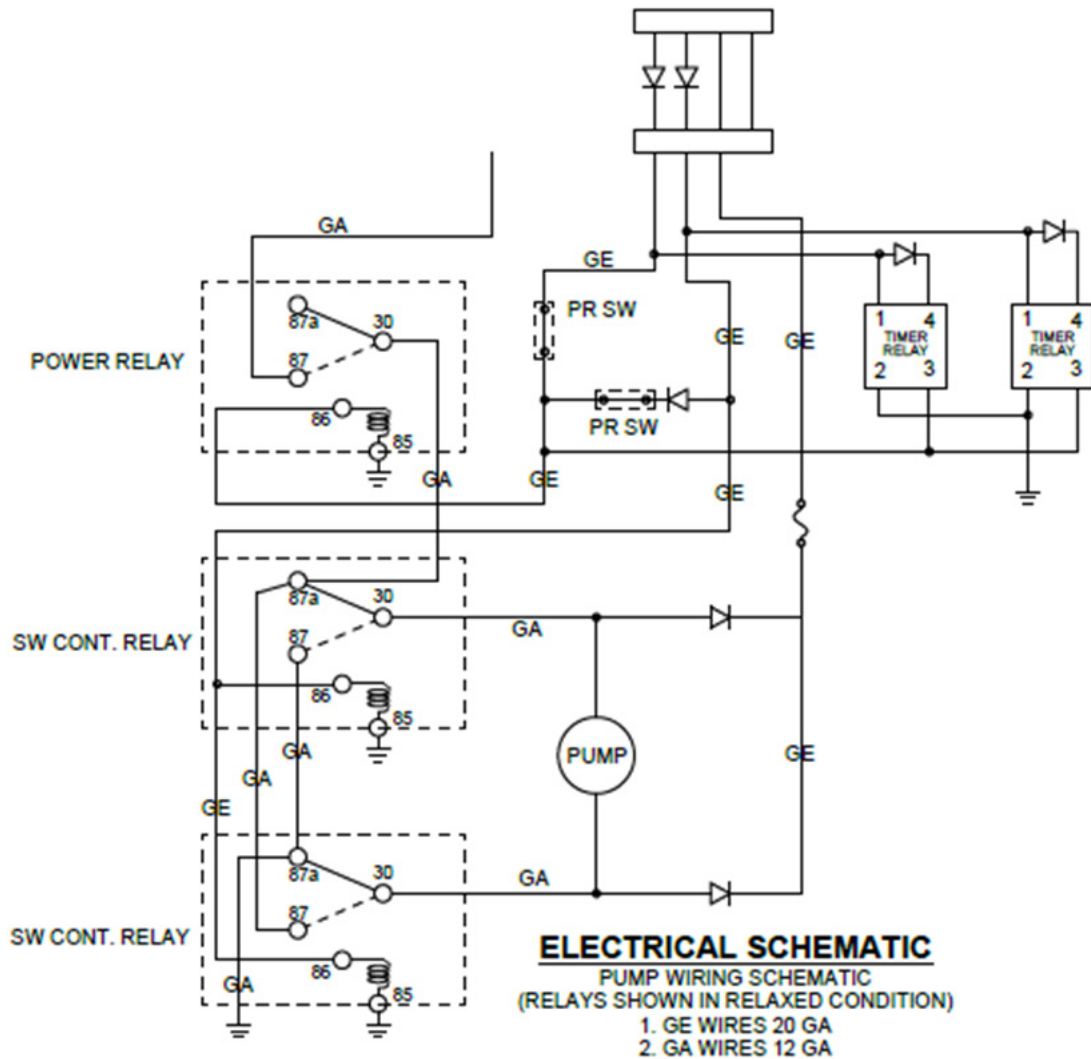 GA
GE
PR SW
87a
30
1
4
1
4
POWER RELAY
GE
GE
TIMER
RELAY
TIMER
RELAY
87
2
3
2
3
86
85
PR SW
GA
GE
GE
87a
30
SW CONT. RELAY
GA
87
86
85
PUMP
GA
GE
GA
GE
87a
30
GA
87
SW CONT. RELAY
86
85
GA
ELECTRICAL SCHEMATIC
PUMP WIRING SCHEMATIC
(RELAYS SHOWN IN RELAXED CONDITION)
1. GE WIRES 20 GA
2. GA WIRES 12 GA